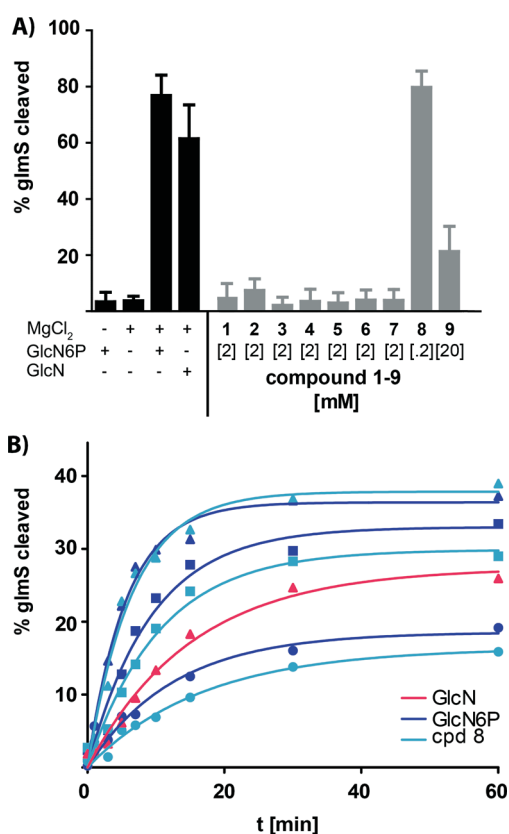 A)
% glmS cleaved
100
80
60
40
20
MgCl₂ - + + +
GlcN6P + - + -
GlcN - - - +
1 2 3 4 5 6 7 8 9
[2] [2] [2] [2] [2] [2] [2] [.2] [20]
compound 1-9
[mM]
B)
% glmS cleaved
40
30
20
10
0
0 20 40 60
t [min]
GlcN
GlcN6P
cpd 8